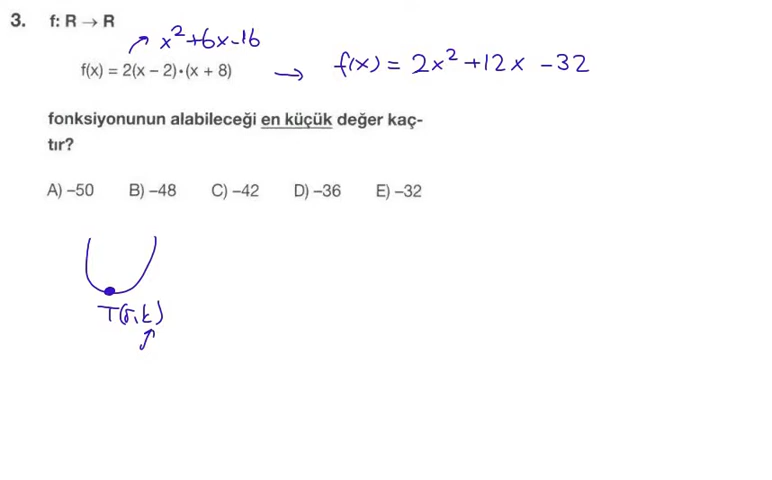 3. f: R → R
↗ x²+6x-16
f(x) = 2(x – 2)·(x + 8) → f(x) = 2x² +12x -32
fonksiyonunun alabileceği en küçük değer kaç-
tır?
A) –50 B) –48 C) –42 D) –36 E) –32
T(r,k)
↑